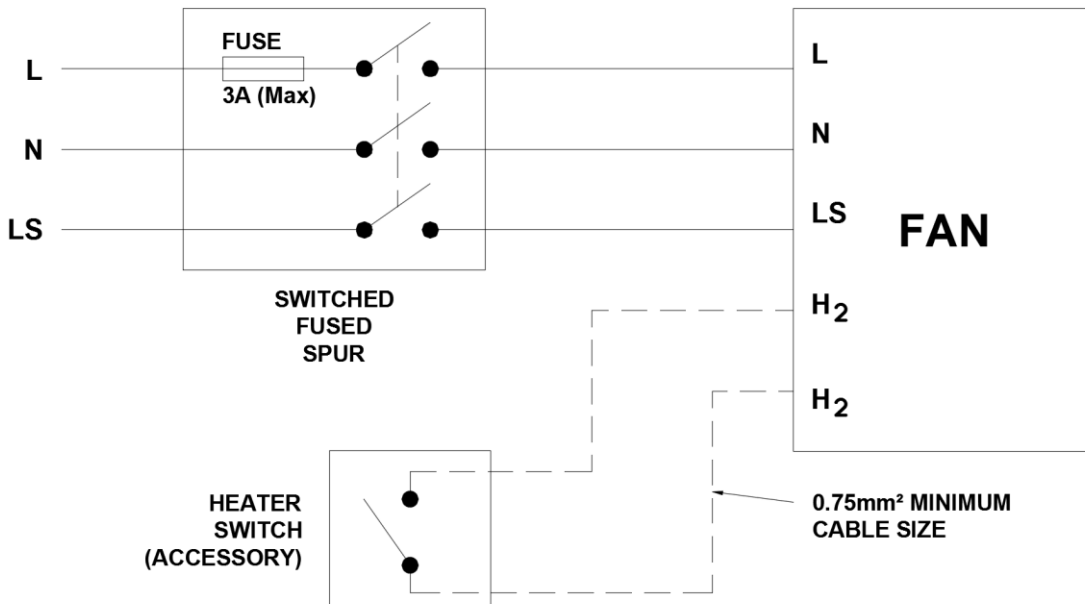 FUSE
L
3A (Max)
N
LS
SWITCHED
FUSED
SPUR
L
N
LS
FAN
H2
H2
HEATER
SWITCH
(ACCESSORY)
0.75mm² MINIMUM
CABLE SIZE